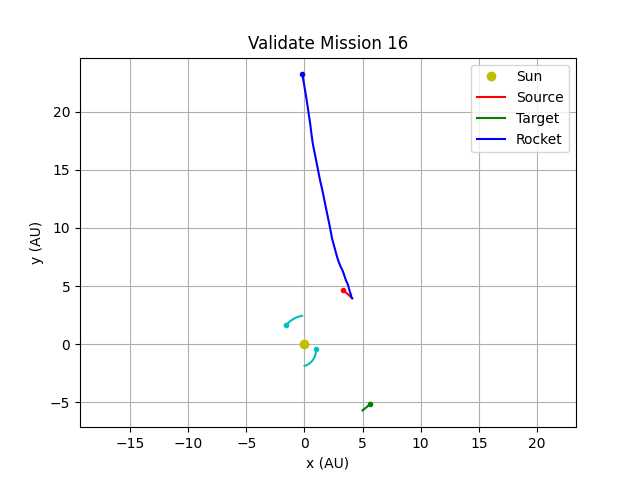 Validate Mission 16
Sun
Source
Target
Rocket
y (AU)
20
15
10
5
0
−5
−15
−10
−5
0
5
10
15
20
x (AU)